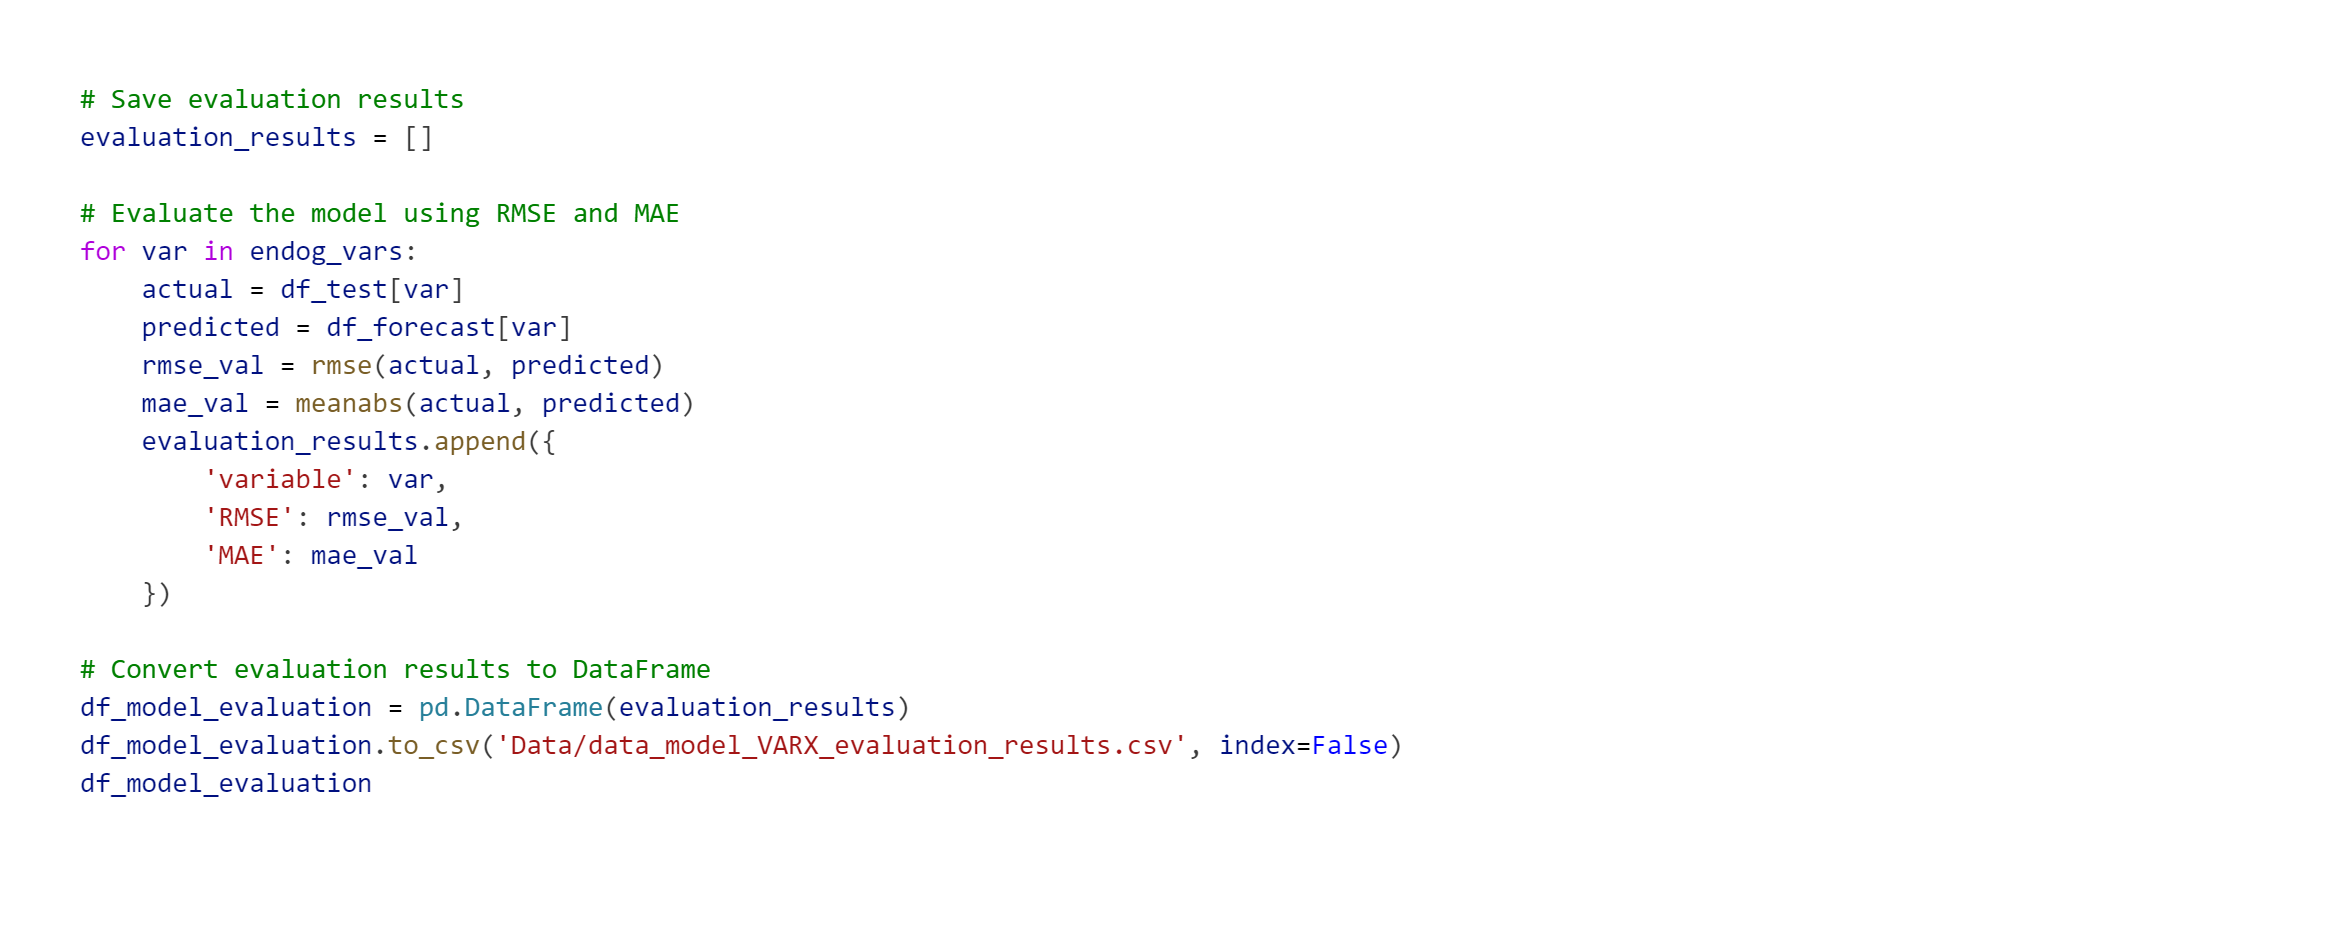 # Save evaluation results
evaluation_results = []

# Evaluate the model using RMSE and MAE
for var in endog_vars:
    actual = df_test[var]
    predicted = df_forecast[var]
    rmse_val = rmse(actual, predicted)
    mae_val = meanabs(actual, predicted)
    evaluation_results.append({
        'variable': var,
        'RMSE': rmse_val,
        'MAE': mae_val
    })

# Convert evaluation results to DataFrame
df_model_evaluation = pd.DataFrame(evaluation_results)
df_model_evaluation.to_csv('Data/data_model_VARX_evaluation_results.csv', index=False)
df_model_evaluation